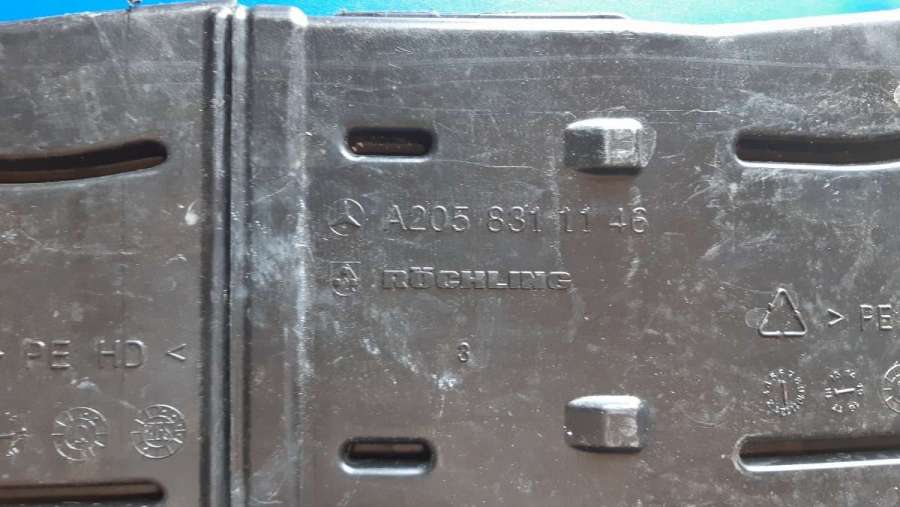 A205 831 11 46
RÖCHLING
> PE
> PE HD <
3